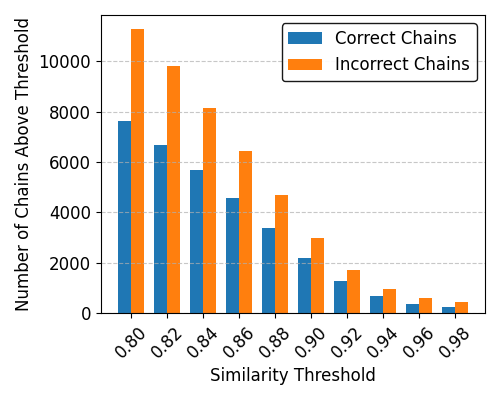 Number of Chains Above Threshold
10000
8000
6000
4000
2000
0
Correct Chains
Incorrect Chains
0.80 0.82 0.84 0.86 0.88 0.90 0.92 0.94 0.96 0.98
Similarity Threshold